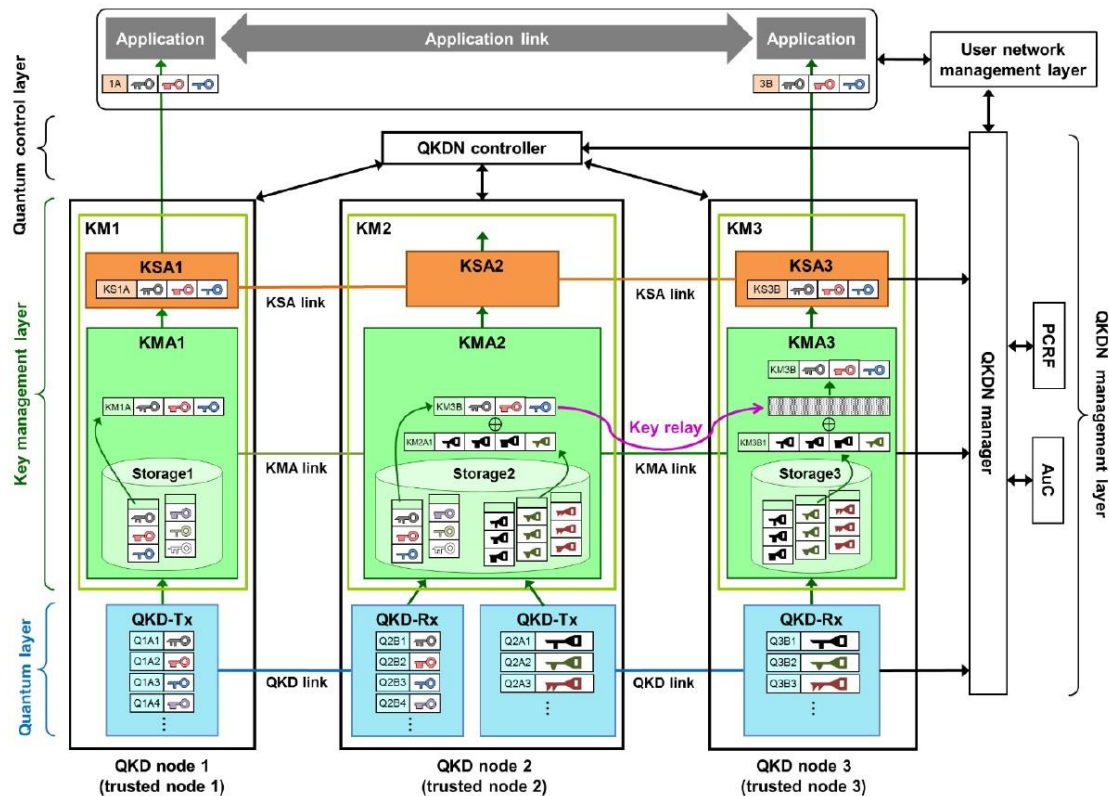 Application
Application link
Application
1A
3B
User network
management layer
Quantum control layer
QKDN controller
KM1
KM2
KM3
KSA1
KS1A
KSA link
KSA2
KSA link
KSA3
KS3B
Key management layer
KMA1
KM1A
Storage1
KMA link
KMA2
KM3B
KM2A1
Storage2
Key relay
KMA link
KMA3
KM3B
KM3B1
Storage3
QKDN manager
PCRF
AuC
QKDN management layer
Quantum layer
QKD-Tx
Q1A1
Q1A2
Q1A3
Q1A4
QKD link
QKD-Rx
Q2B1
Q2B2
Q2B3
Q2B4
QKD-Tx
Q2A1
Q2A2
Q2A3
QKD link
QKD-Rx
Q3B1
Q3B2
Q3B3
QKD node 1
(trusted node 1)
QKD node 2
(trusted node 2)
QKD node 3
(trusted node 3)